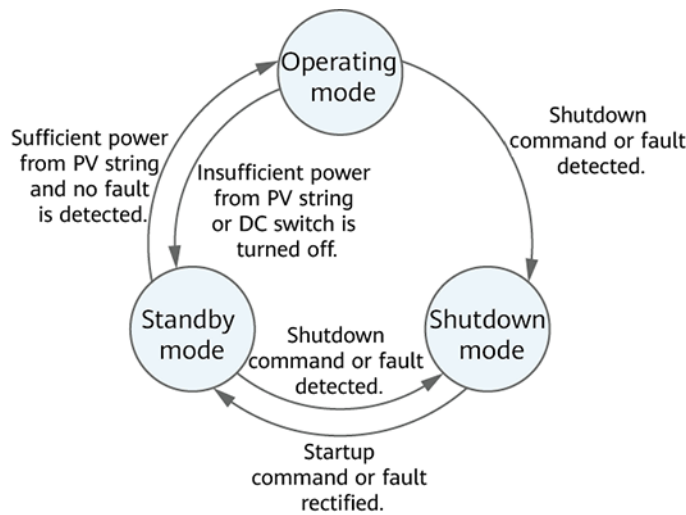 Operating
mode
Shutdown
command or fault
detected.
Sufficient power
from PV string
and no fault
is detected.
Insufficient power
from PV string
or DC switch is
turned off.
Standby
mode
Shutdown
command or fault
detected.
Shutdown
mode
Startup
command or fault
rectified.